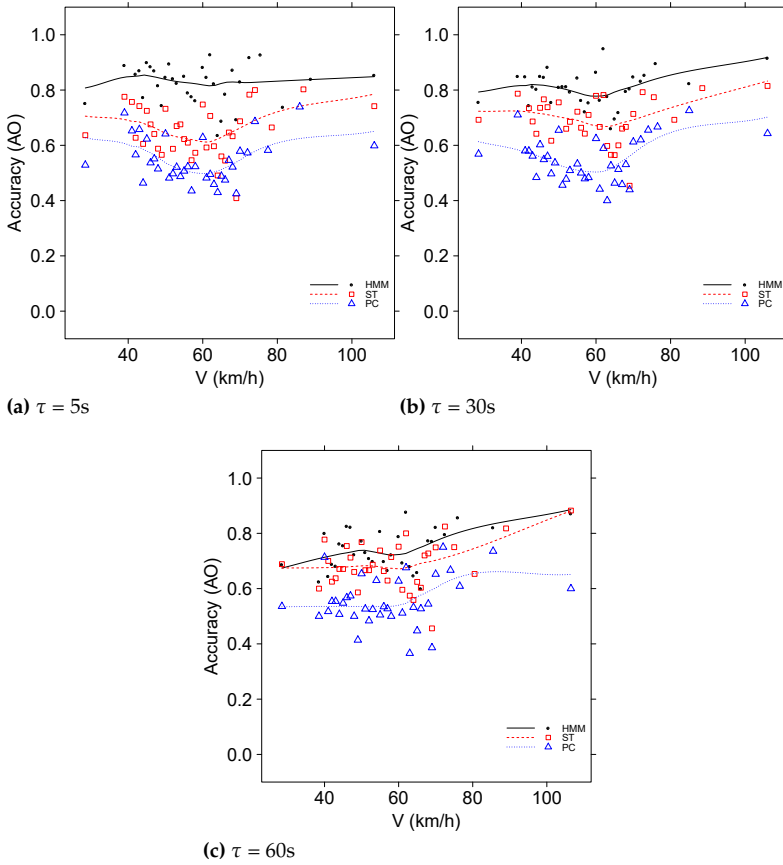 1.0
0.8
0.6
0.4
0.2
0.0
Accuracy (AO)
HMM
ST
PC
40 60 80 100
V (km/h)
(a) τ = 5s
1.0
0.8
0.6
0.4
0.2
0.0
Accuracy (AO)
HMM
ST
PC
40 60 80 100
V (km/h)
(b) τ = 30s
1.0
0.8
0.6
0.4
0.2
0.0
Accuracy (AO)
HMM
ST
PC
40 60 80 100
V (km/h)
(c) τ = 60s